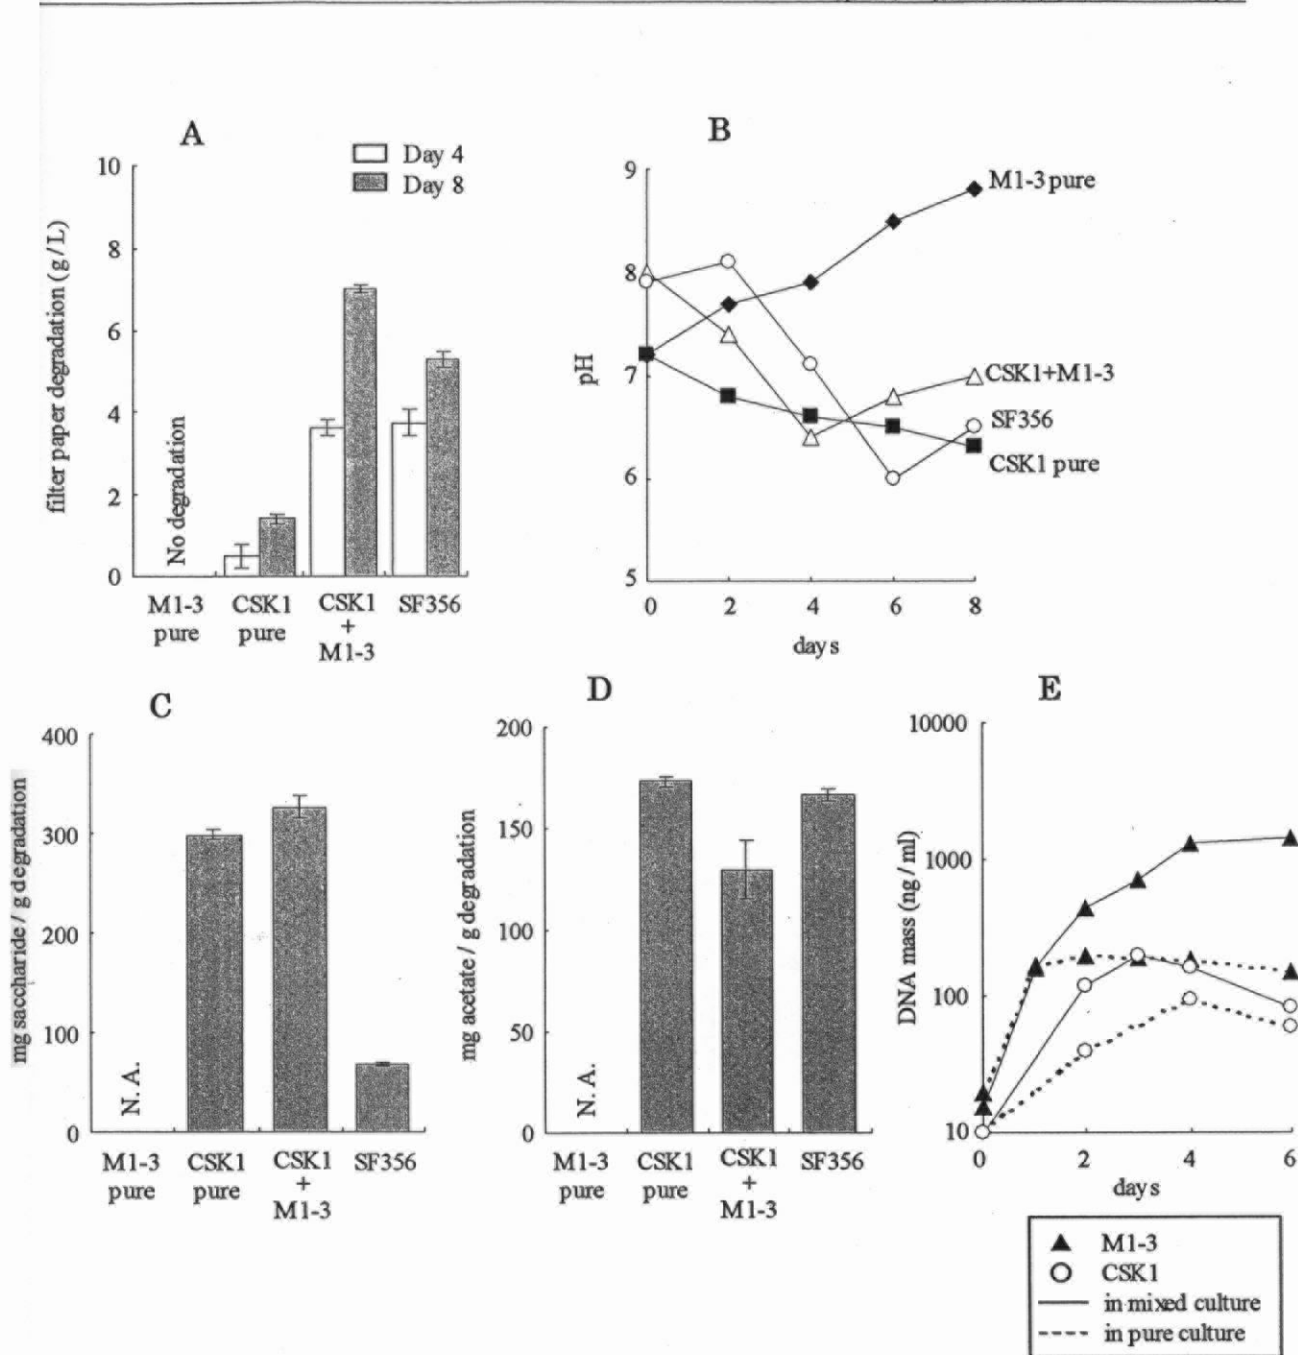 A
Day 4
Day 8
filter paper degradation (g/L)
10
8
6
4
2
0
No degradation
M1-3 pure
CSK1 pure
CSK1 + M1-3
SF356
B
pH
9
8
7
6
5
M1-3 pure
CSK1+M1-3
SF356
CSK1 pure
0 2 4 6 8
days
C
mg saccharide / g degradation
400
300
200
100
0
N. A.
M1-3 pure
CSK1 pure
CSK1 + M1-3
SF356
D
mg acetate / g degradation
200
150
100
50
0
N. A.
M1-3 pure
CSK1 pure
CSK1 + M1-3
SF356
E
DNA mass (ng / ml)
10000
1000
100
10
0 2 4 6
days
M1-3
CSK1
in mixed culture
in pure culture